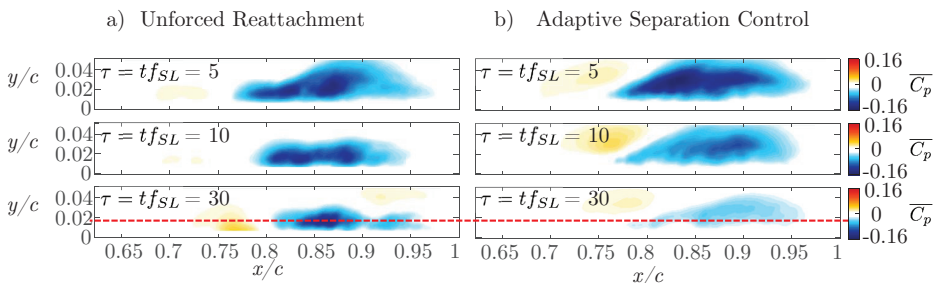 a) Unforced Reattachment
b) Adaptive Separation Control
y/c 0.04 0.02 0 τ = tf_SL = 5
τ = tf_SL = 5 0.16 0 -0.16 C̅_p̅
y/c 0.04 0.02 0 τ = tf_SL = 10
τ = tf_SL = 10 0.16 0 -0.16 C̅_p̅
y/c 0.04 0.02 0 τ = tf_SL = 30
τ = tf_SL = 30 0.16 0 -0.16 C̅_p̅
0.65 0.7 0.75 0.8 0.85 0.9 0.95 1
0.65 0.7 0.75 0.8 0.85 0.9 0.95 1
x/c
x/c